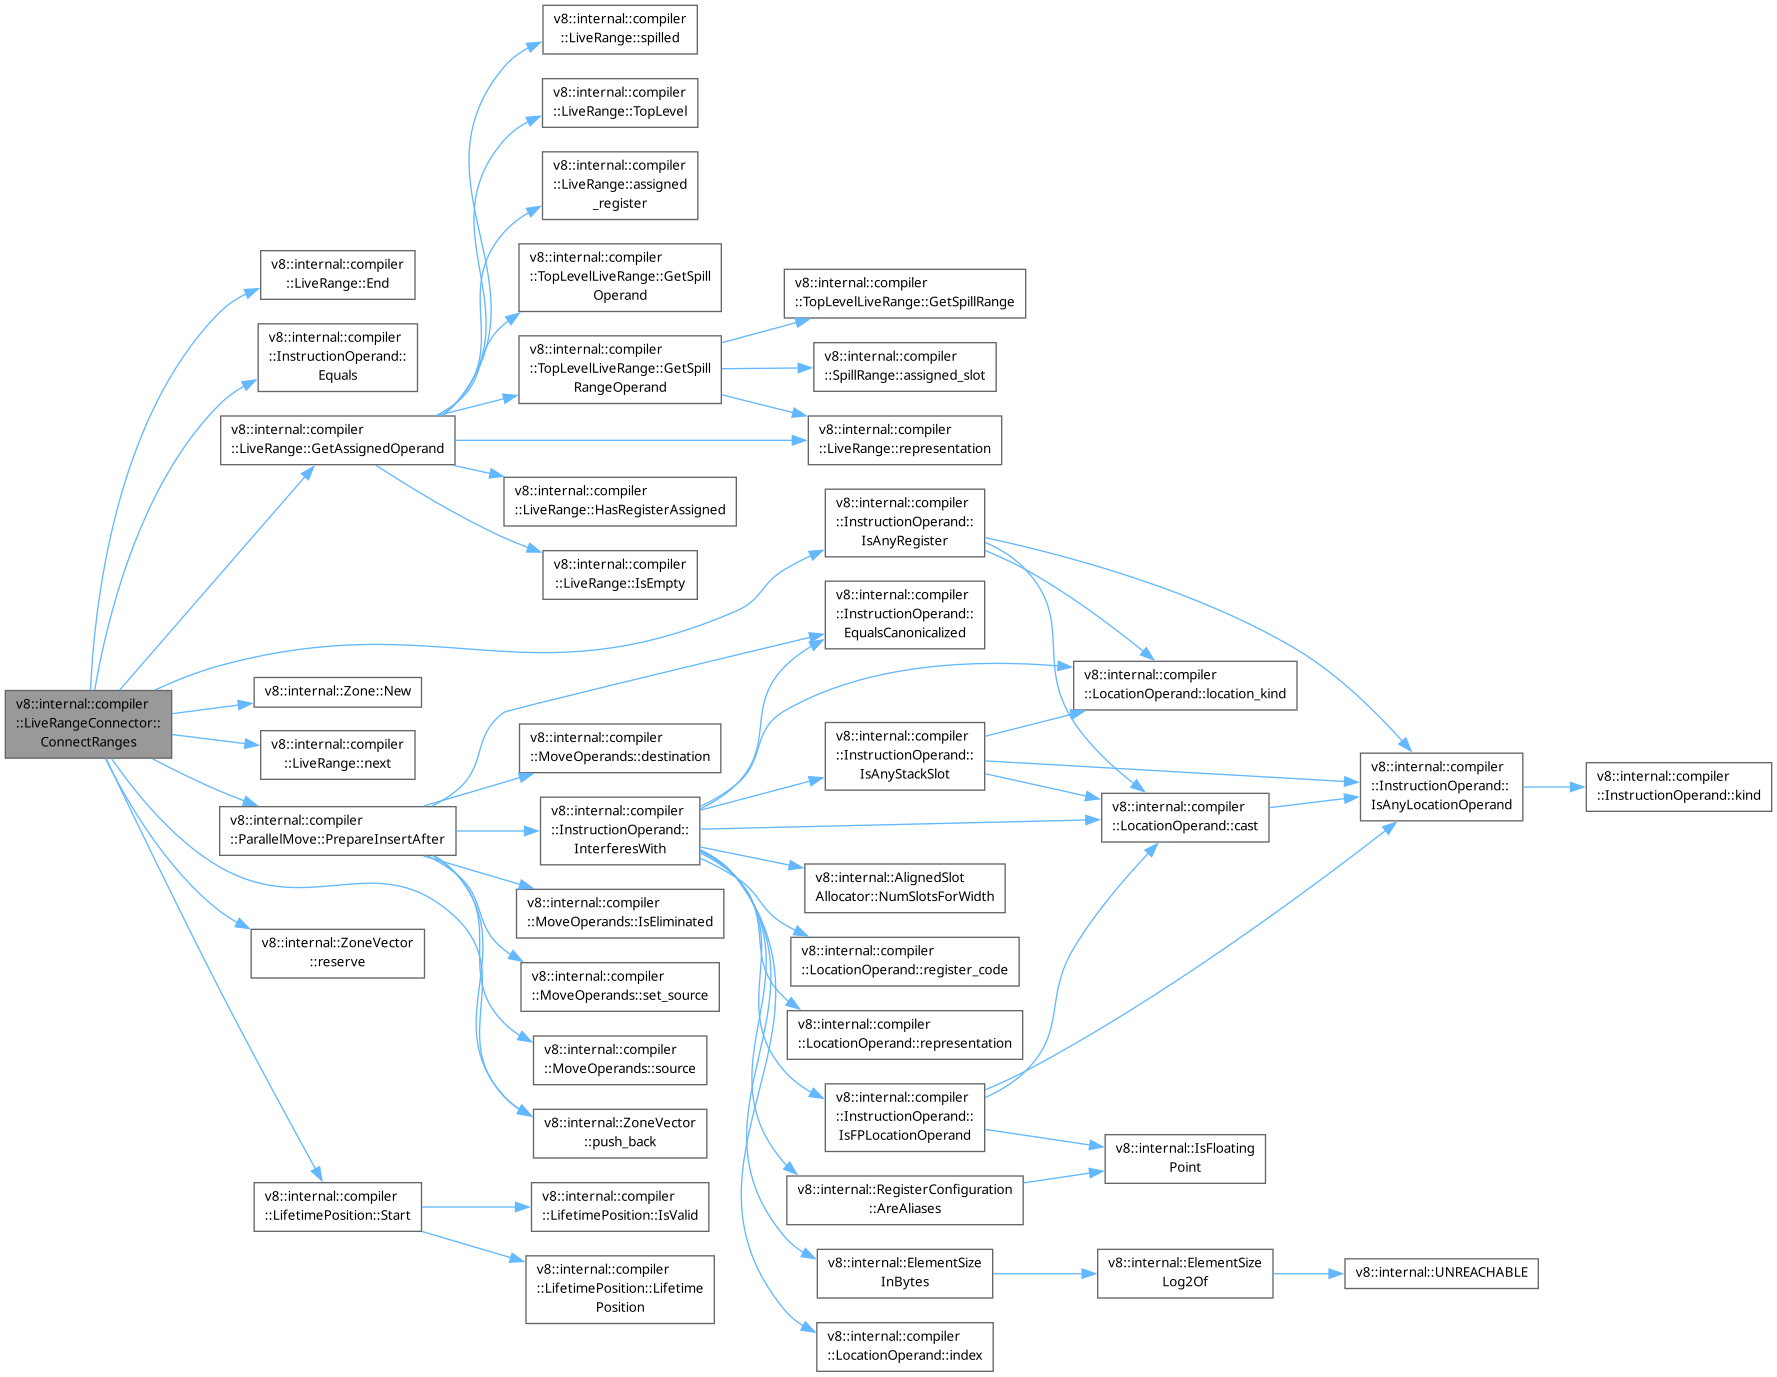 v8::internal::compiler
::LiveRange::spilled
v8::internal::compiler
::LiveRange::TopLevel
v8::internal::compiler
::LiveRange::assigned
_register
v8::internal::compiler
::LiveRange::End
v8::internal::compiler
::TopLevelLiveRange::GetSpill
Operand
v8::internal::compiler
::TopLevelLiveRange::GetSpillRange
v8::internal::compiler
::InstructionOperand::
Equals
v8::internal::compiler
::TopLevelLiveRange::GetSpill
RangeOperand
v8::internal::compiler
::SpillRange::assigned_slot
v8::internal::compiler
::LiveRange::GetAssignedOperand
v8::internal::compiler
::LiveRange::representation
v8::internal::compiler
::LiveRange::HasRegisterAssigned
v8::internal::compiler
::InstructionOperand::
IsAnyRegister
v8::internal::compiler
::LiveRange::IsEmpty
v8::internal::compiler
::InstructionOperand::
EqualsCanonicalized
v8::internal::Zone::New
v8::internal::compiler
::LocationOperand::location_kind
v8::internal::compiler
::LiveRangeConnector::
ConnectRanges
v8::internal::compiler
::LiveRange::next
v8::internal::compiler
::MoveOperands::destination
v8::internal::compiler
::InstructionOperand::
IsAnyStackSlot
v8::internal::compiler
::InstructionOperand::
IsAnyLocationOperand
v8::internal::compiler
::InstructionOperand::kind
v8::internal::compiler
::ParallelMove::PrepareInsertAfter
v8::internal::compiler
::InstructionOperand::
InterferesWith
v8::internal::compiler
::LocationOperand::cast
v8::internal::AlignedSlot
Allocator::NumSlotsForWidth
v8::internal::compiler
::MoveOperands::IsEliminated
v8::internal::ZoneVector
::reserve
v8::internal::compiler
::LocationOperand::register_code
v8::internal::compiler
::MoveOperands::set_source
v8::internal::compiler
::LocationOperand::representation
v8::internal::compiler
::MoveOperands::source
v8::internal::compiler
::InstructionOperand::
IsFPLocationOperand
v8::internal::ZoneVector
::push_back
v8::internal::IsFloating
Point
v8::internal::compiler
::LifetimePosition::Start
v8::internal::compiler
::LifetimePosition::IsValid
v8::internal::RegisterConfiguration
::AreAliases
v8::internal::compiler
::LifetimePosition::Lifetime
Position
v8::internal::ElementSize
InBytes
v8::internal::ElementSize
Log2Of
v8::internal::UNREACHABLE
v8::internal::compiler
::LocationOperand::index